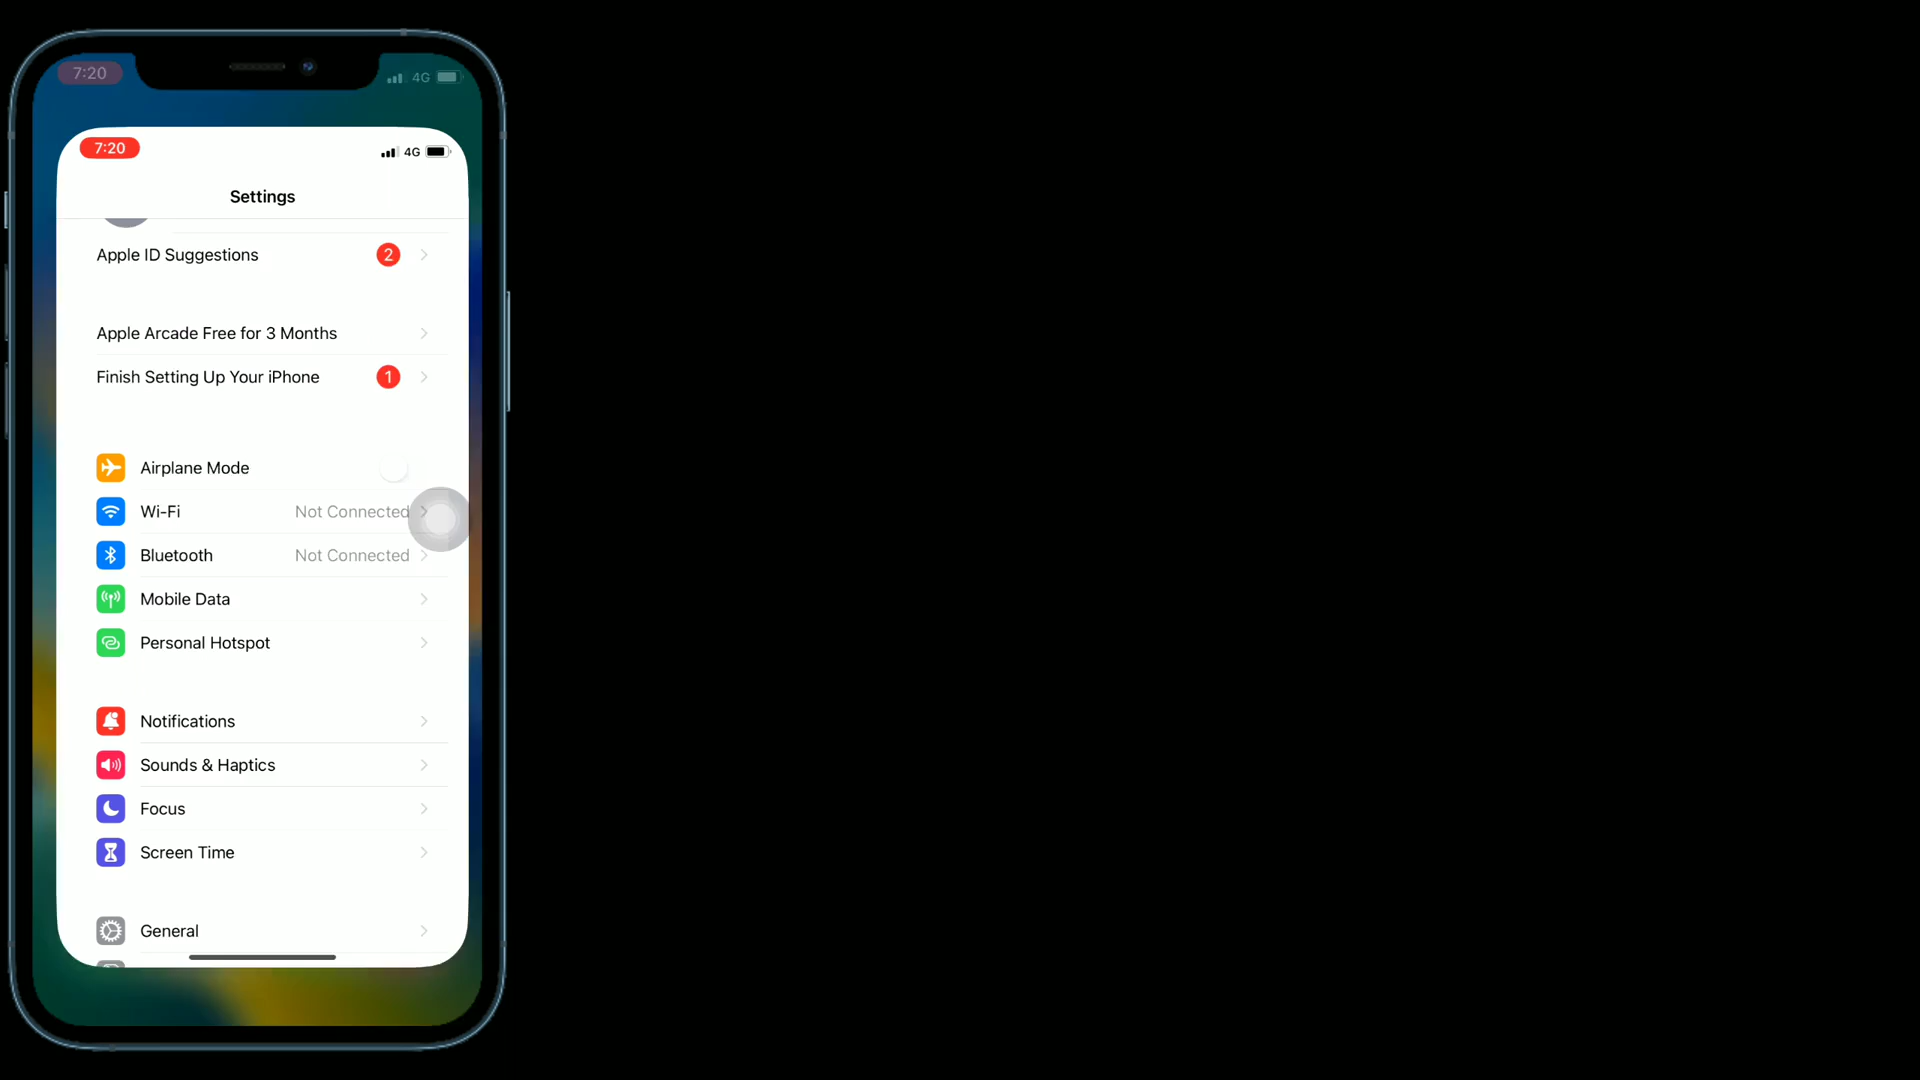 7:20
4G
7:20
4G
Settings
Apple ID Suggestions 2
Apple Arcade Free for 3 Months
Finish Setting Up Your iPhone 1
Airplane Mode
Wi-Fi Not Connected
Bluetooth Not Connected
Mobile Data
Personal Hotspot
Notifications
Sounds & Haptics
Focus
Screen Time
General